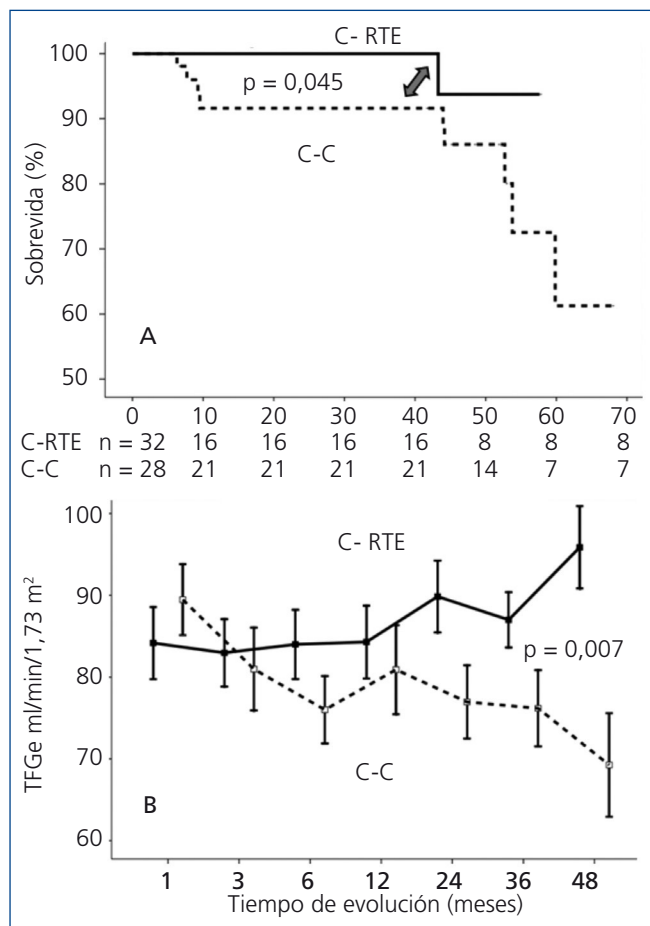 C- RTE
100
p = 0,045
90
C-C
80
Sobrevida (%)
70
60
A
50
0 10 20 30 40 50 60 70
C-RTE n = 32 16 16 16 16 8 8 8
C-C n = 28 21 21 21 21 14 7 7
100
C- RTE
90
p = 0,007
80
TFGe ml/min/1,73 m²
70
C-C
B
60
1 3 6 12 24 36 48
Tiempo de evolución (meses)